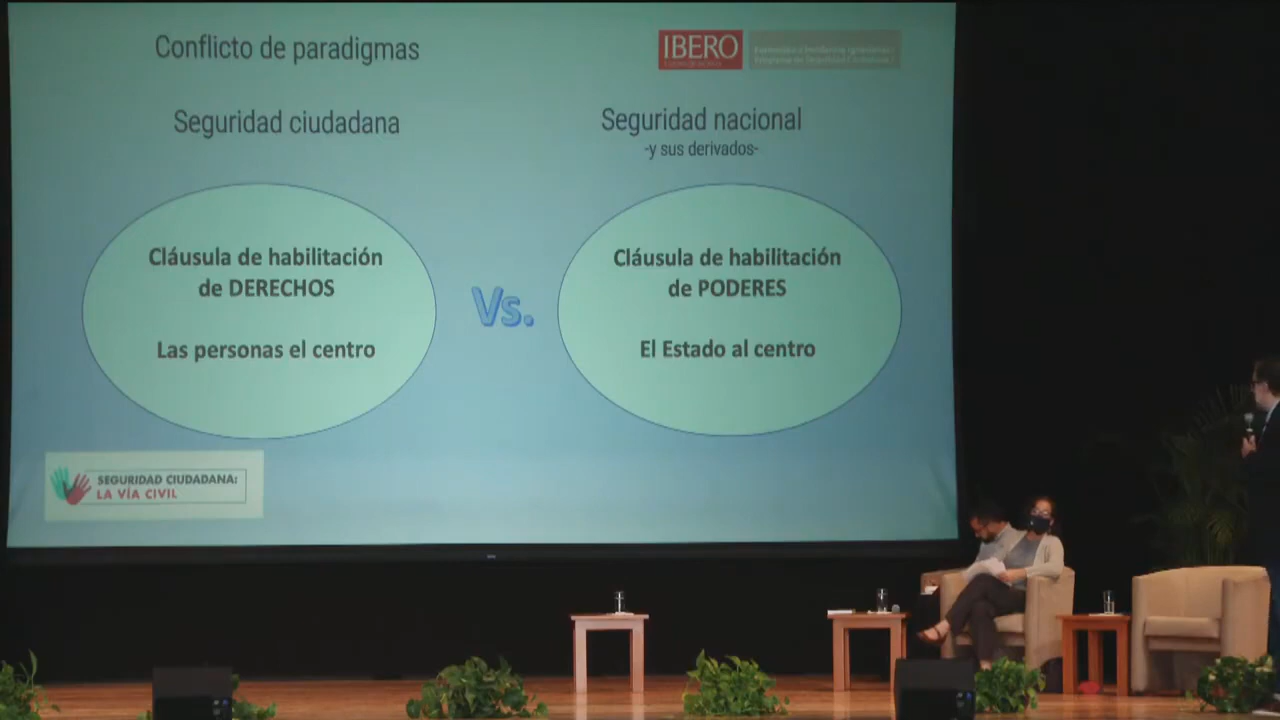 Conflicto de paradigmas
IBERO
Seguridad ciudadana
Seguridad nacional
-y sus derivados-
Cláusula de habilitación
de DERECHOS
Las personas el centro
Vs.
Cláusula de habilitación
de PODERES
El Estado al centro
SEGURIDAD CIUDADANA:
LA VÍA CIVIL